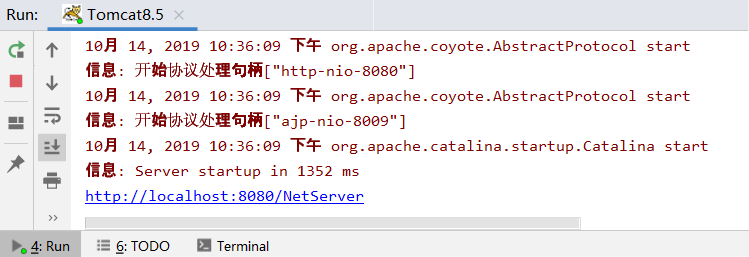 Run: Tomcat8.5 ×
10月 14, 2019 10:36:09 下午 org.apache.coyote.AbstractProtocol start
信息: 开始协议处理句柄["http-nio-8080"]
10月 14, 2019 10:36:09 下午 org.apache.coyote.AbstractProtocol start
信息: 开始协议处理句柄["ajp-nio-8009"]
10月 14, 2019 10:36:09 下午 org.apache.catalina.startup.Catalina start
信息: Server startup in 1352 ms
http://localhost:8080/NetServer
4: Run 6: TODO Terminal